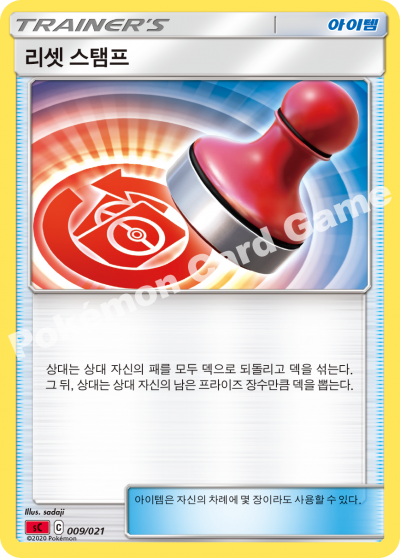 TRAINER'S
아이템
리셋 스탬프
Pokémon Card Game
상대는 상대 자신의 패를 모두 덱으로 되돌리고 덱을 섞는다.
그 뒤, 상대는 상대 자신의 남은 프라이즈 장수만큼 덱을 뽑는다.
Illus. sadaji
아이템은 자신의 차례에 몇 장이라도 사용할 수 있다.
sC C 009/021
©2020 Pokémon